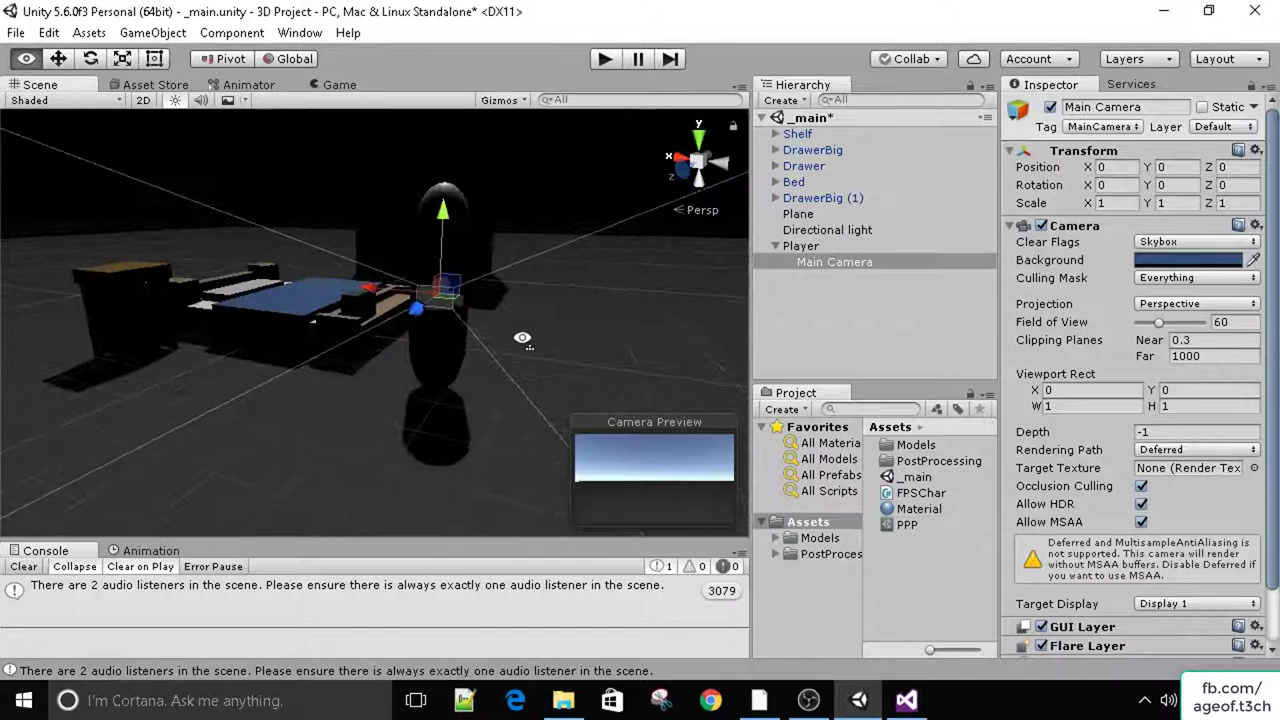 Unity 5.6.0f3 Personal (64bit) - _main.unity - 3D Project - PC, Mac & Linux Standalone* <DX11>
File Edit Assets GameObject Component Window Help
Pivot Global Collab Account Layers Layout
Scene Asset Store Animator Game
Shaded 2D Gizmos All
y
x
z
Persp
Camera Preview
Console Animation
Clear Collapse Clear on Play Error Pause 1 0 0
There are 2 audio listeners in the scene. Please ensure there is always exactly one audio listener in the scene. 3079
There are 2 audio listeners in the scene. Please ensure there is always exactly one audio listener in the scene.
Hierarchy
Create All
_main*
Shelf
DrawerBig
Drawer
Bed
DrawerBig (1)
Plane
Directional light
Player
Main Camera
Project
Create
Favorites
All Materia
All Models
All Prefabs
All Scripts
Assets
Models
PostProces
Assets
Models
PostProcessing
_main
FPSChar
Material
PPP
Inspector Services
Main Camera Static
Tag MainCamera Layer Default
Transform
Position X 0 Y 0 Z 0
Rotation X 0 Y 0 Z 0
Scale X 1 Y 1 Z 1
Camera
Clear Flags Skybox
Background
Culling Mask Everything
Projection Perspective
Field of View 60
Clipping Planes Near 0.3
Far 1000
Viewport Rect
X 0 Y 0
W 1 H 1
Depth -1
Rendering Path Deferred
Target Texture None (Render Tex
Occlusion Culling
Allow HDR
Allow MSAA
Deferred and MultisampleAntiAliasing is
not supported. This camera will render
without MSAA buffers. Disable Deferred if
you want to use MSAA.
Target Display Display 1
GUI Layer
Flare Layer
I'm Cortana. Ask me anything.
fb.com/
ageof.t3ch